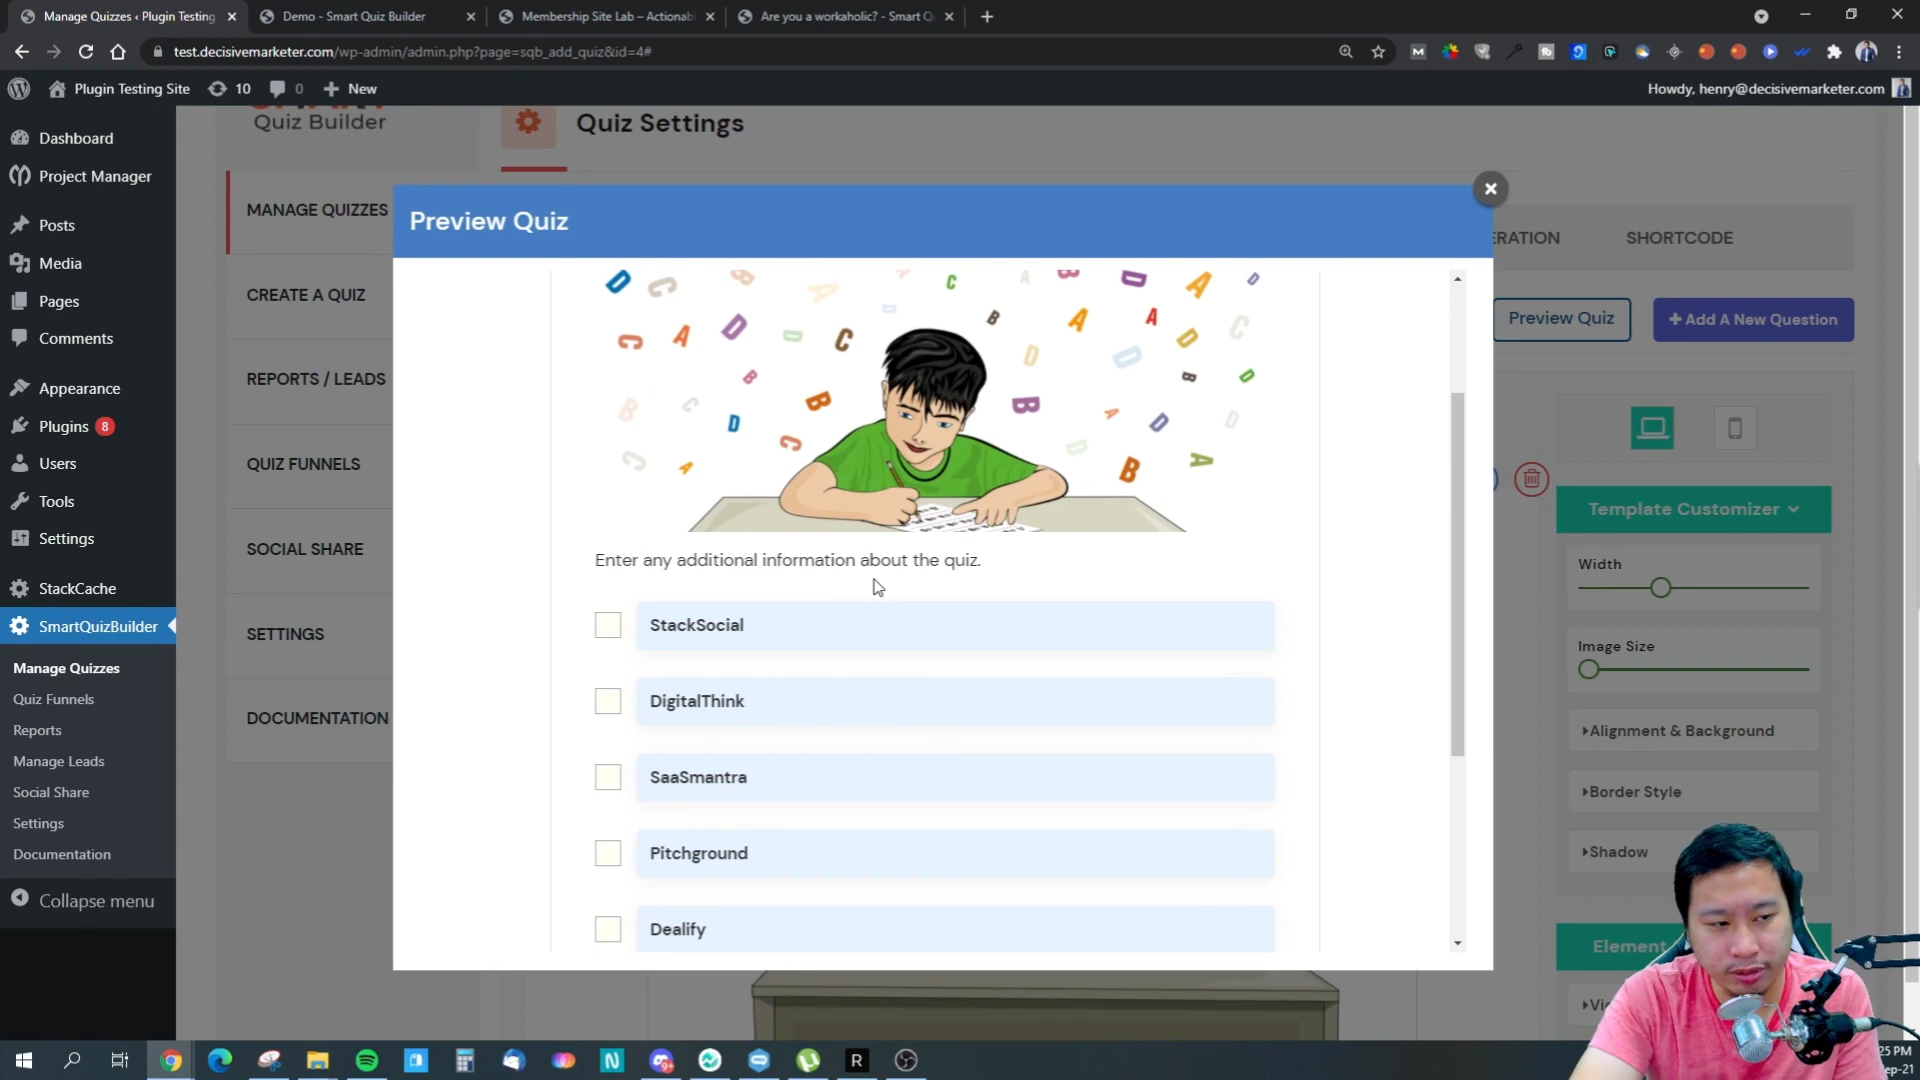 Manage Quizzes ‹ Plugin Testing
Demo - Smart Quiz Builder
Membership Site Lab – Actionab
Are you a workaholic? - Smart Q
test.decisivemarketer.com/wp-admin/admin.php?page=sqb_add_quiz&id=4#
Plugin Testing Site
10
0
New
Howdy, henry@decisivemarketer.com
Dashboard
Project Manager
Posts
Media
Pages
Comments
Appearance
Plugins 8
Users
Tools
Settings
StackCache
SmartQuizBuilder
Manage Quizzes
Quiz Funnels
Reports
Manage Leads
Social Share
Settings
Documentation
Collapse menu
Quiz Builder
MANAGE QUIZZES
CREATE A QUIZ
REPORTS / LEADS
QUIZ FUNNELS
SOCIAL SHARE
SETTINGS
DOCUMENTATION
Quiz Settings
ERATION
SHORTCODE
Preview Quiz
Add A New Question
Preview Quiz
Enter any additional information about the quiz.
StackSocial
DigitalThink
SaaSmantra
Pitchground
Dealify
Template Customizer
Width
Image Size
Alignment & Background
Border Style
Shadow
Element
25 PM
ep-21